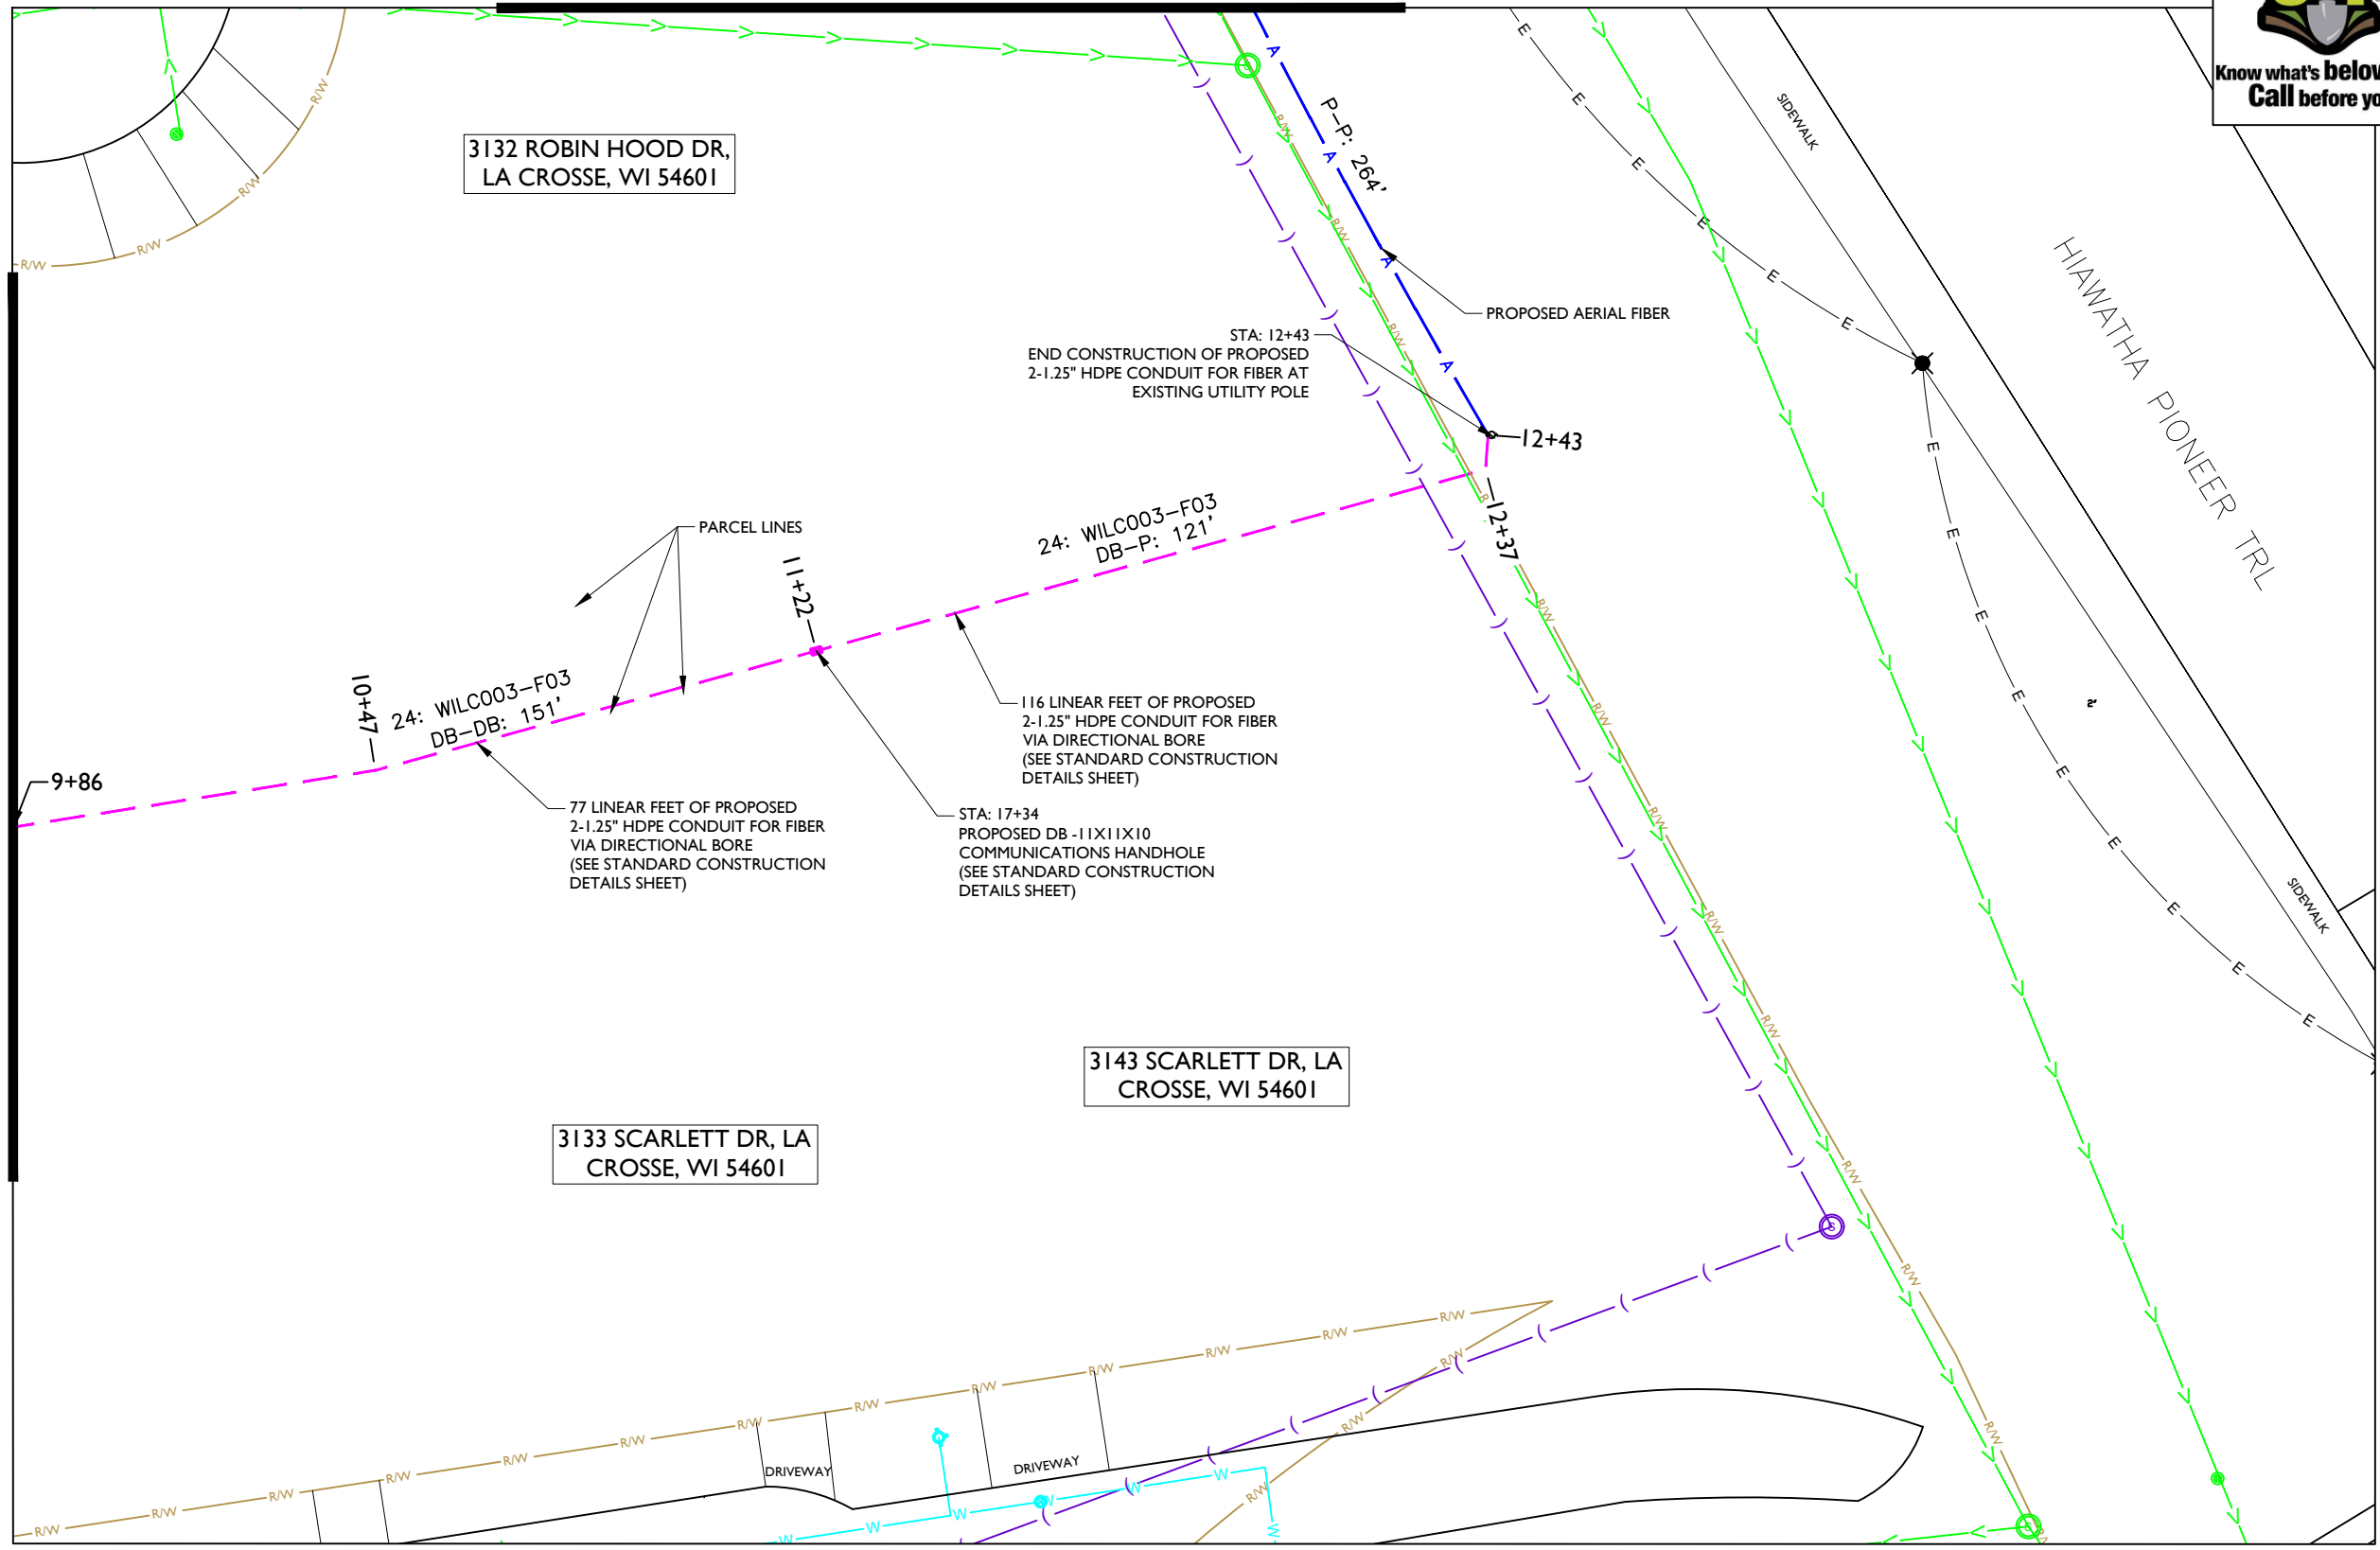 Know what's below
Call before yo
3132 ROBIN HOOD DR,
LA CROSSE, WI 54601
P-P: 264'
SIDEWALK
HIAWATHA PIONEER TRL
PROPOSED AERIAL FIBER
STA: 12+43
END CONSTRUCTION OF PROPOSED
2-1.25" HDPE CONDUIT FOR FIBER AT
EXISTING UTILITY POLE
12+43
12+37
24: WILC003-F03
DB-P: 121'
PARCEL LINES
11+22
10+47
24: WILC003-F03
DB-DB: 151'
9+86
116 LINEAR FEET OF PROPOSED
2-1.25" HDPE CONDUIT FOR FIBER
VIA DIRECTIONAL BORE
(SEE STANDARD CONSTRUCTION
DETAILS SHEET)
77 LINEAR FEET OF PROPOSED
2-1.25" HDPE CONDUIT FOR FIBER
VIA DIRECTIONAL BORE
(SEE STANDARD CONSTRUCTION
DETAILS SHEET)
STA: 17+34
PROPOSED DB -11X11X10
COMMUNICATIONS HANDHOLE
(SEE STANDARD CONSTRUCTION
DETAILS SHEET)
2"
SIDEWALK
3143 SCARLETT DR, LA
CROSSE, WI 54601
3133 SCARLETT DR, LA
CROSSE, WI 54601
DRIVEWAY
DRIVEWAY
R/W
R/W
R/W
R/W
A
A
A
A
E
E
E
E
S
W
W
W
W